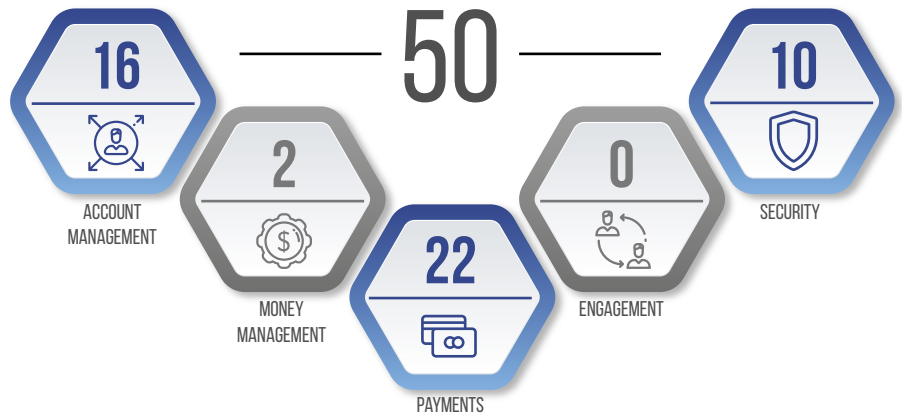 50
16
ACCOUNT
MANAGEMENT
2
$
MONEY
MANAGEMENT
22
PAYMENTS
0
ENGAGEMENT
10
SECURITY